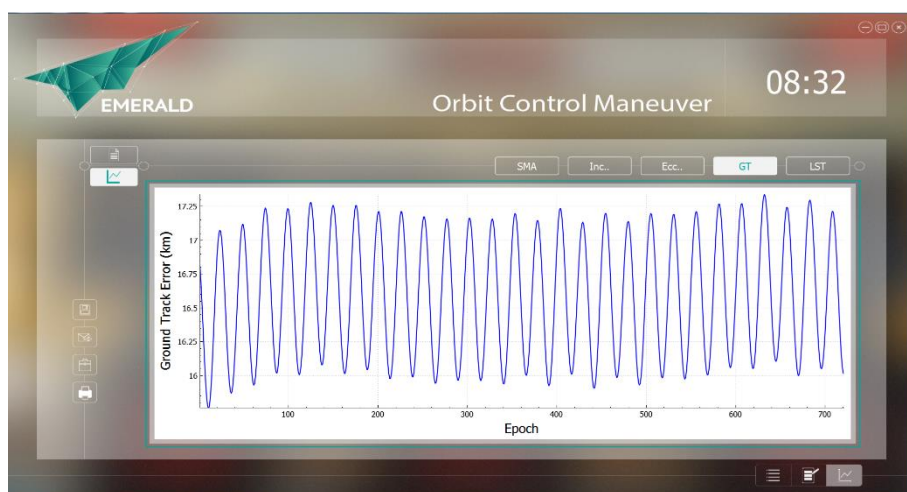 EMERALD
Orbit Control Maneuver
08:32
SMA
Inc..
Ecc..
GT
LST
Ground Track Error (km)
17.25
17
16.75
16.5
16.25
16
100
200
300
400
500
600
700
Epoch